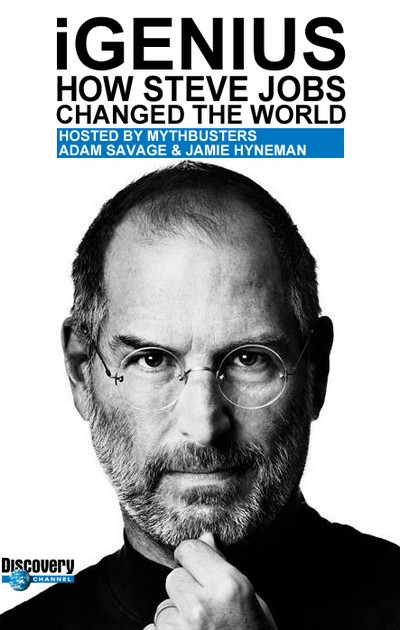 iGENIUS
HOW STEVE JOBS
CHANGED THE WORLD
HOSTED BY MYTHBUSTERS
ADAM SAVAGE & JAMIE HYNEMAN
Discovery
CHANNEL